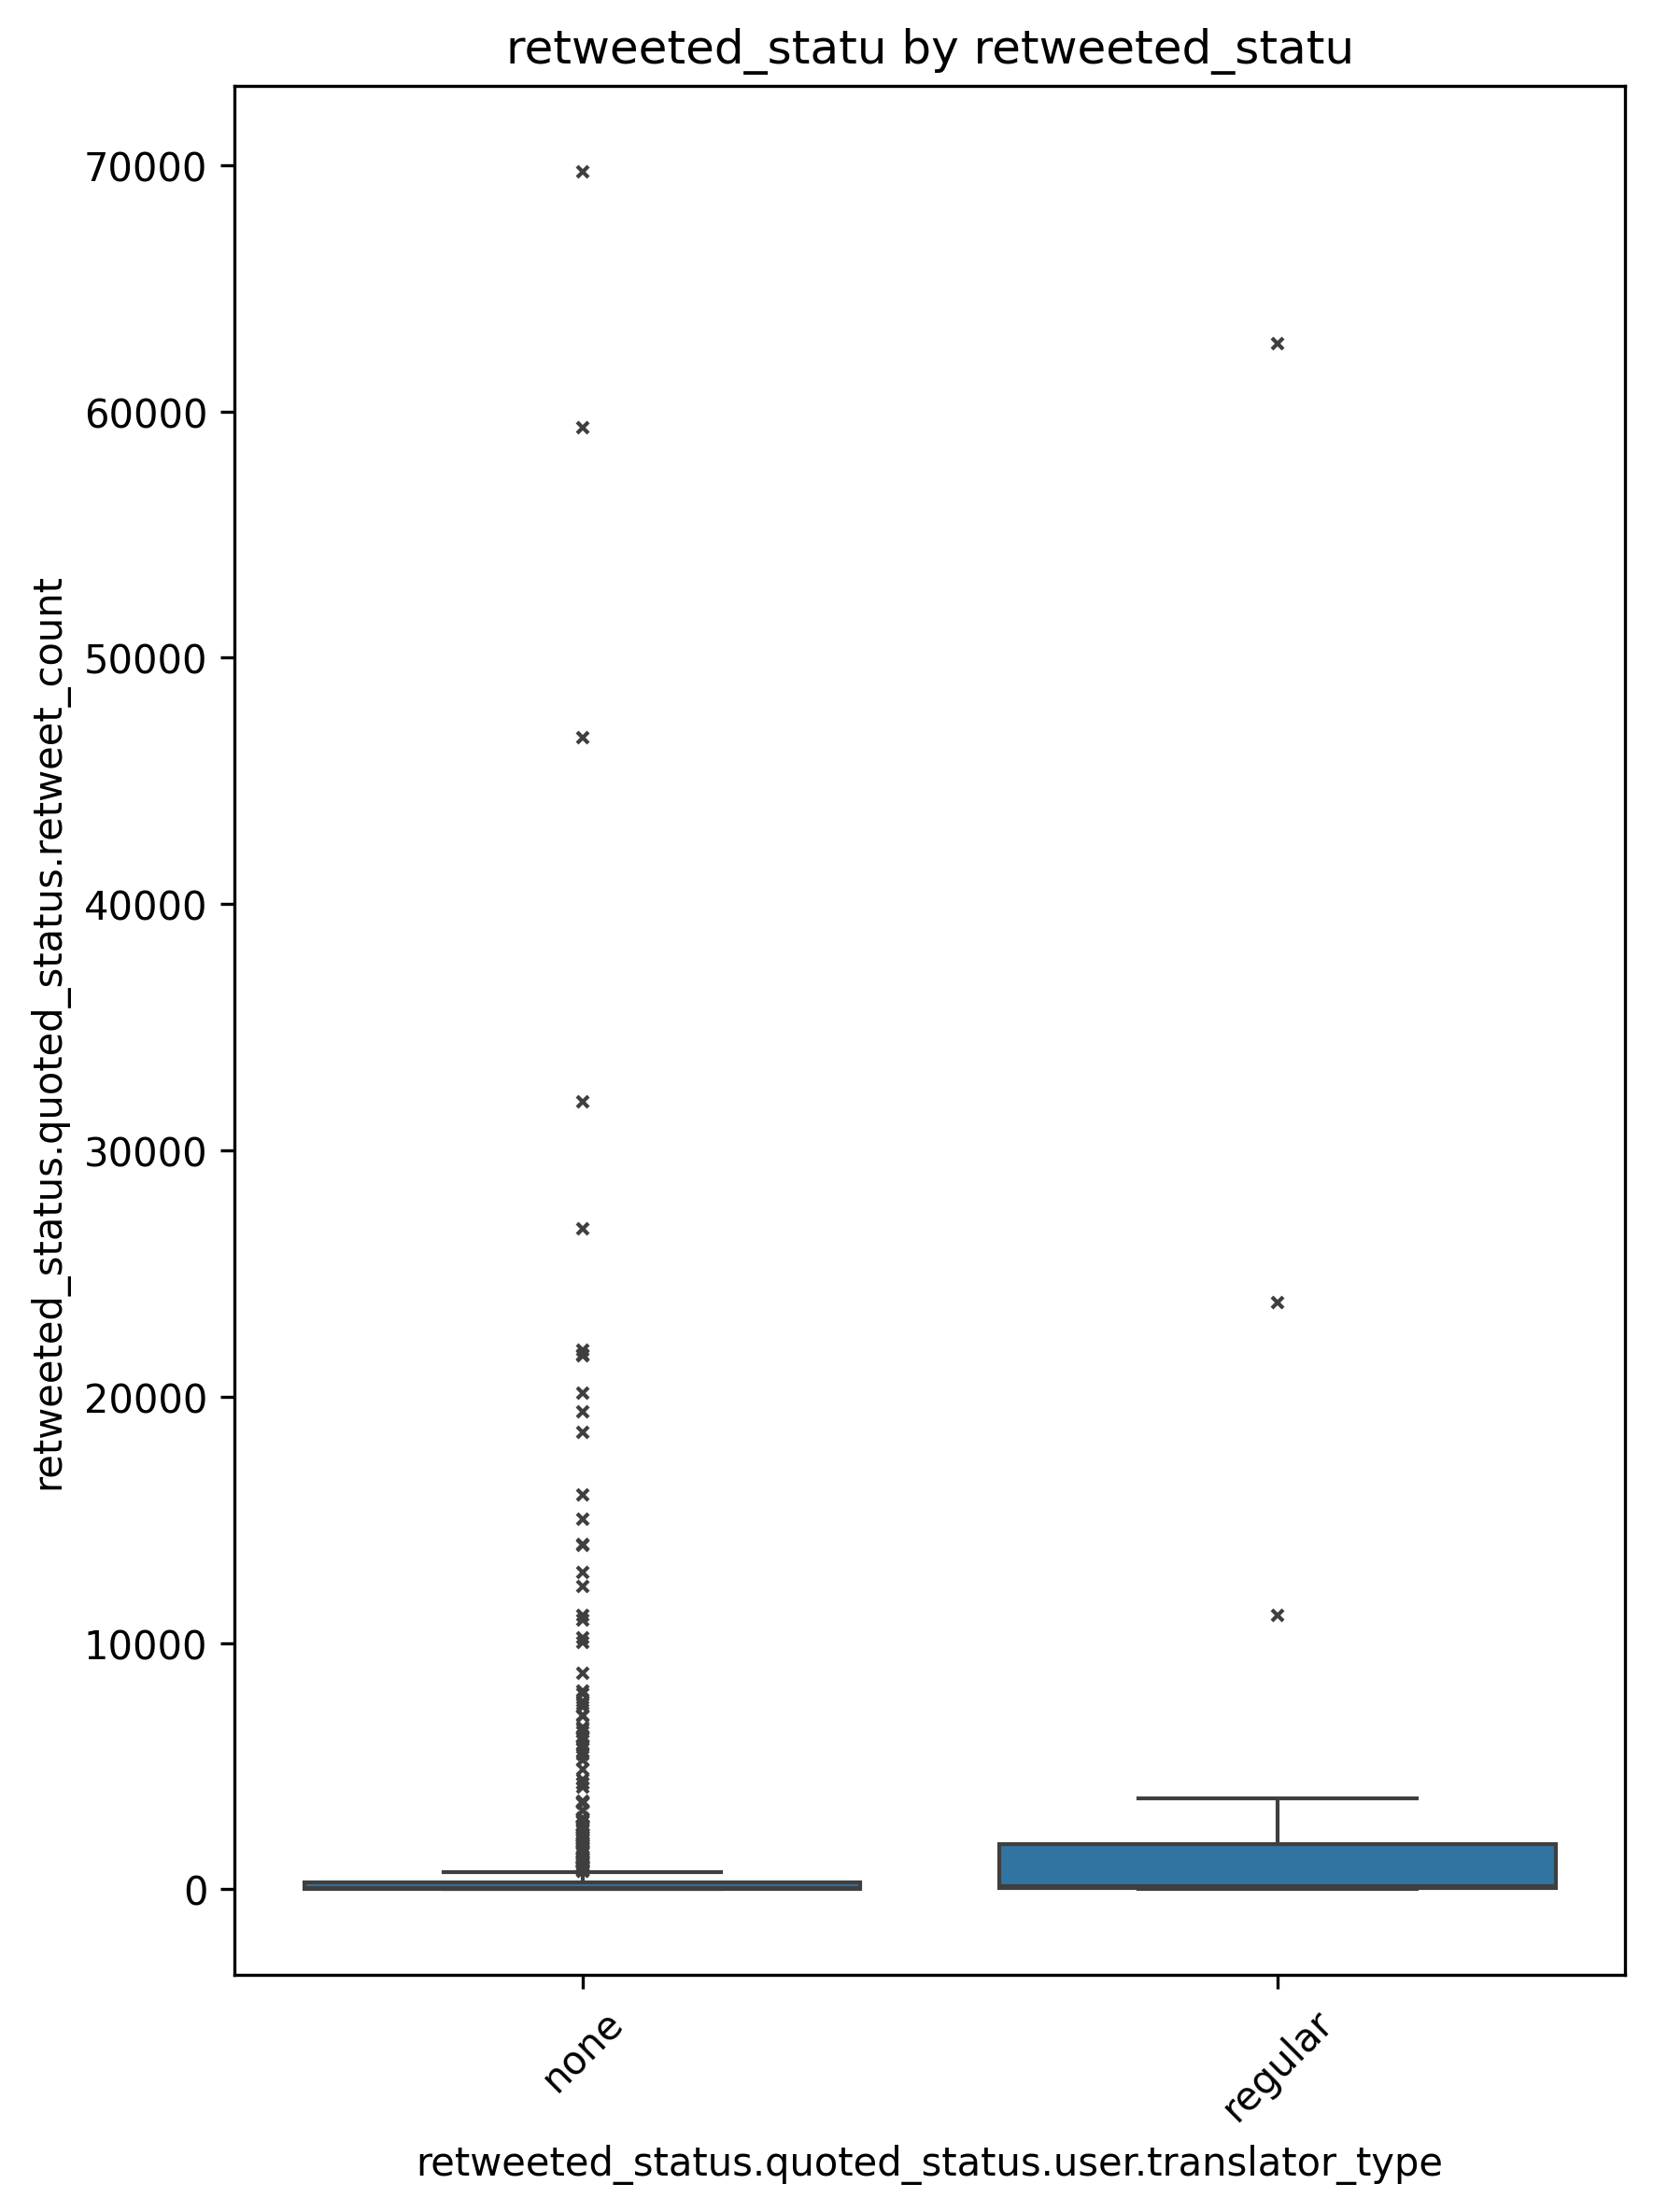 retweeted_statu by retweeted_statu
retweeted_status.quoted_status.retweet_count
70000
60000
50000
40000
30000
20000
10000
0
none
regular
retweeted_status.quoted_status.user.translator_type